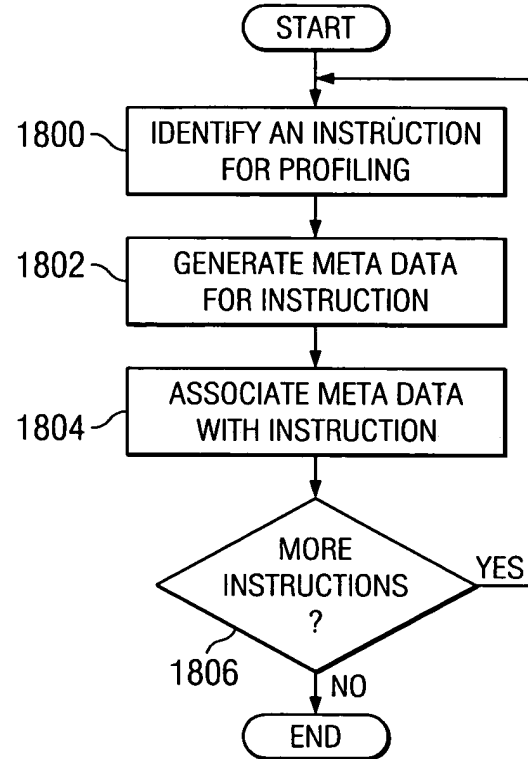 START
1800
IDENTIFY AN INSTRUCTION
FOR PROFILING
1802
GENERATE META DATA
FOR INSTRUCTION
1804
ASSOCIATE META DATA
WITH INSTRUCTION
MORE
INSTRUCTIONS
?
YES
1806
NO
END